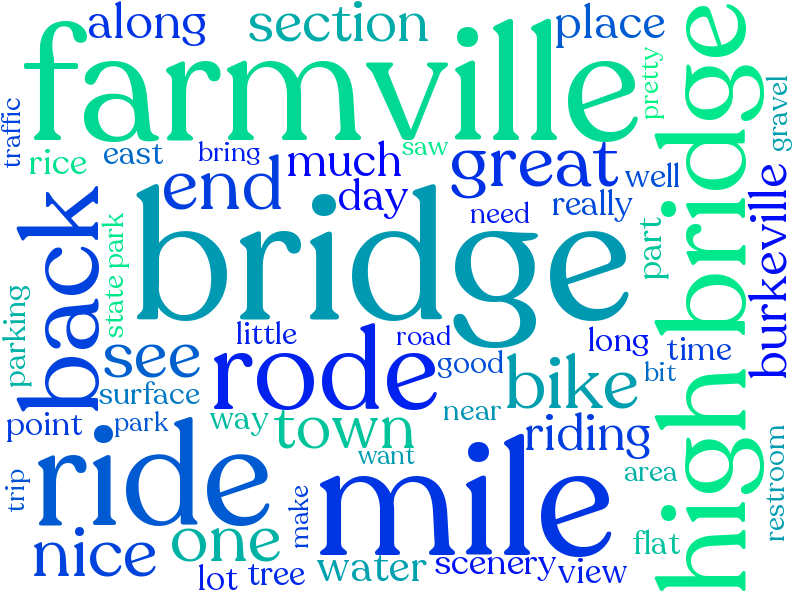 along
section
place
farmville
pretty
high bridge
gravel
traffic
rice
east
bring
much
saw
great
well
end
day
need
really
burkeville
back
state park
bridge
part
parking
see
little
rode
road
good
long
time
bit
surface
bike
point
park
way
town
near
riding
want
ride
mile
area
restroom
trip
make
flat
nice
one
lot
tree
water
scenery
view